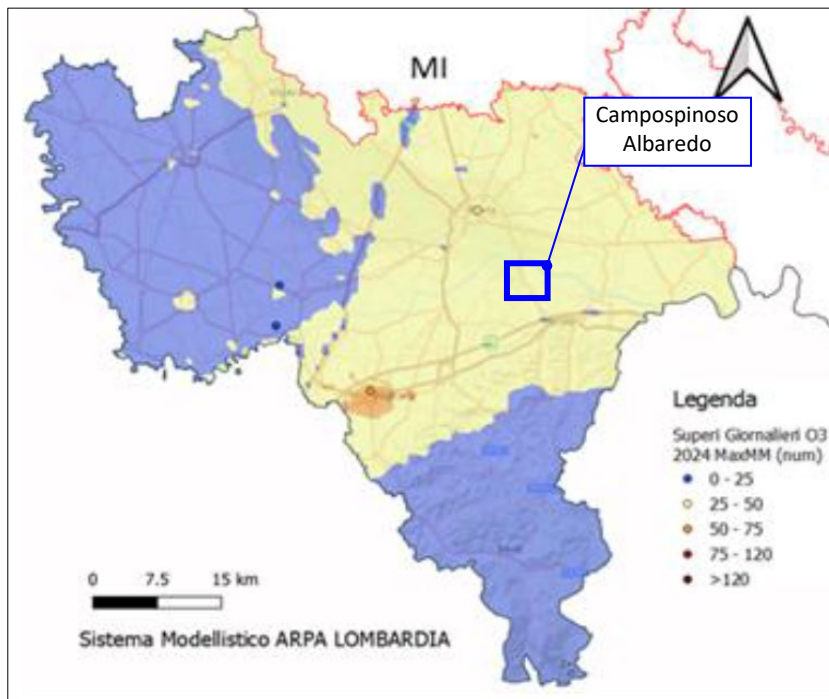 MI
Campospinoso
Albaredo
Legenda
Superi Giornalieri O3
2024 MaxMM (num)
0 - 25
25 - 50
50 - 75
75 - 120
>120
0 7.5 15 km
Sistema Modellistico ARPA LOMBARDIA